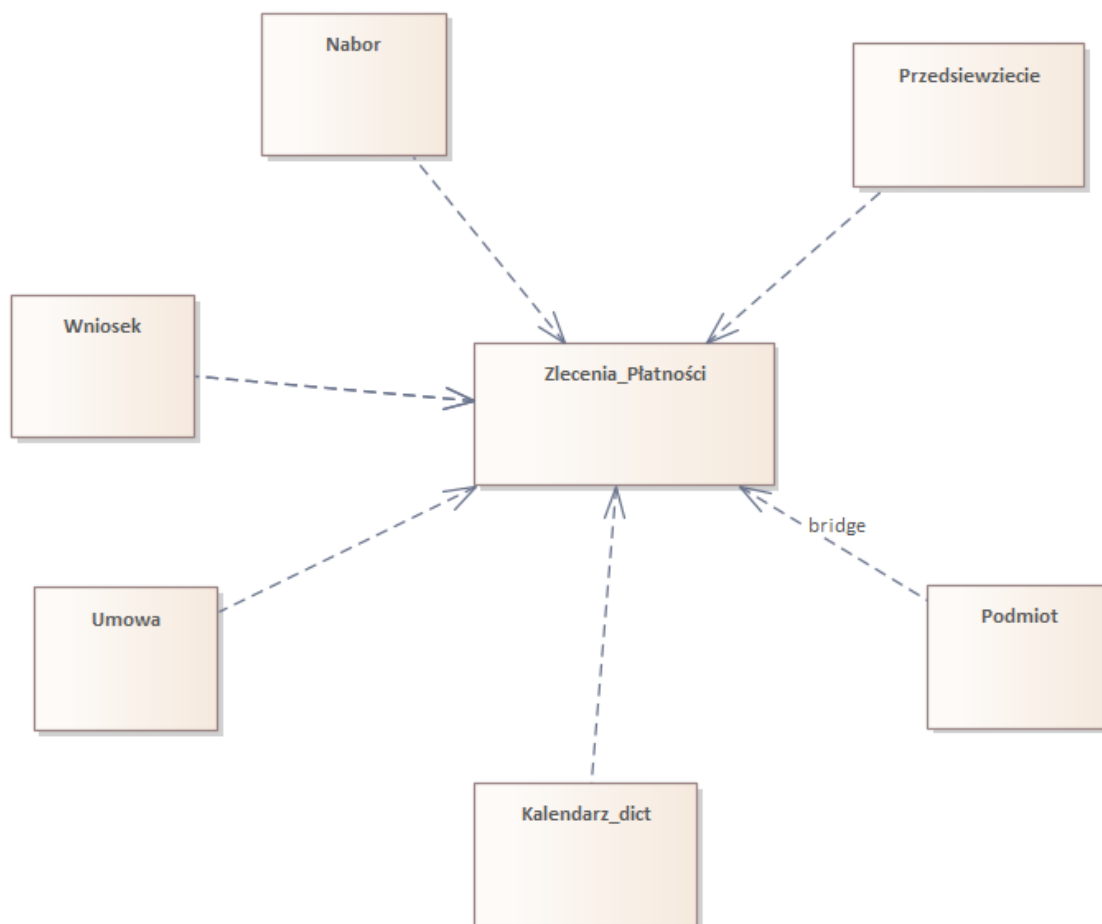 Nabor
Przedsiewziecie
Wniosek
Zlecenia_Płatności
bridge
Umowa
Podmiot
Kalendarz_dict